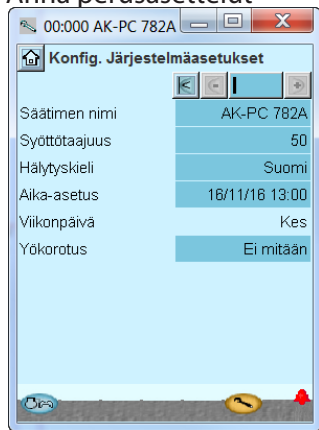 Anna perusasettelut
00:000 AK-PC 782A
Konfig. Järjestelmäasetukset
Säätimen nimi AK-PC 782A
Syöttötaajuus 50
Hälytyskieli Suomi
Aika-asetus 16/11/16 13:00
Viikonpäivä Kes
Yökorotus Ei mitään